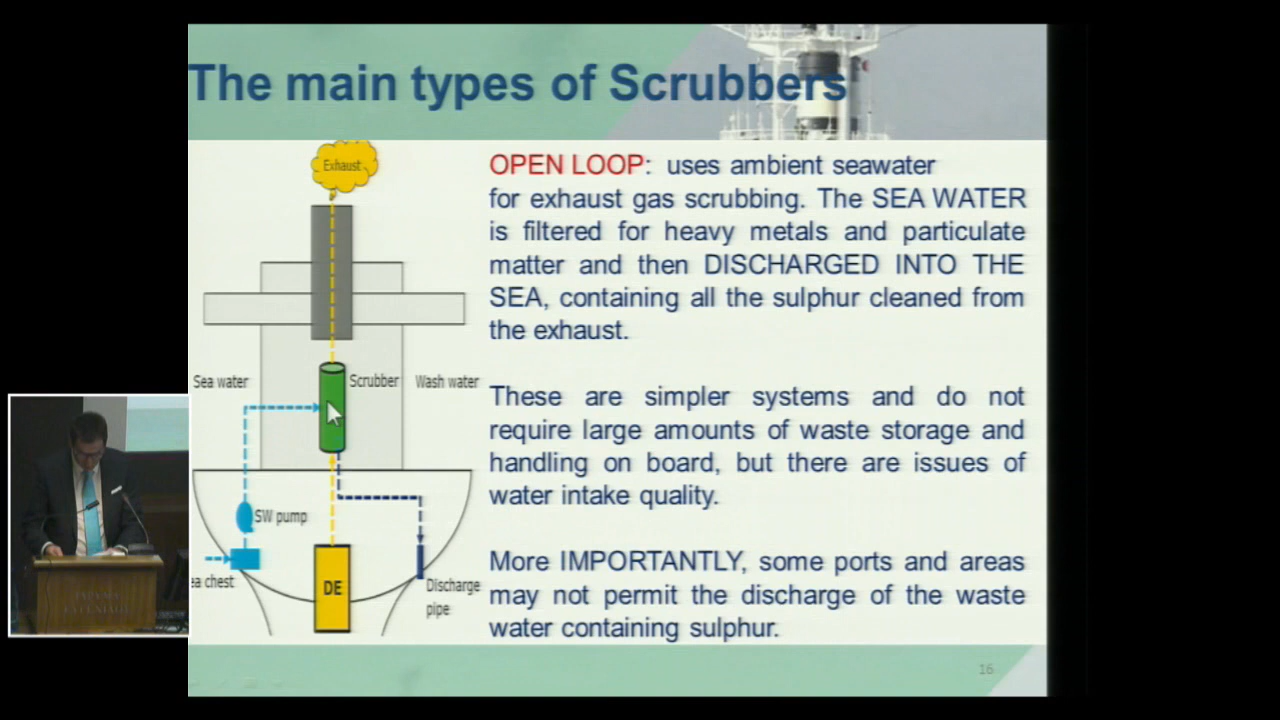 The main types of Scrubbers
Exhaust
OPEN LOOP: uses ambient seawater
for exhaust gas scrubbing. The SEA WATER
is filtered for heavy metals and particulate
matter and then DISCHARGED INTO THE
SEA, containing all the sulphur cleaned from
the exhaust.
Sea water
Scrubber
Wash water
These are simpler systems and do not
require large amounts of waste storage and
handling on board, but there are issues of
water intake quality.
SW pump
ea chest
DE
Discharge
pipe
More IMPORTANTLY, some ports and areas
may not permit the discharge of the waste
water containing sulphur.
16